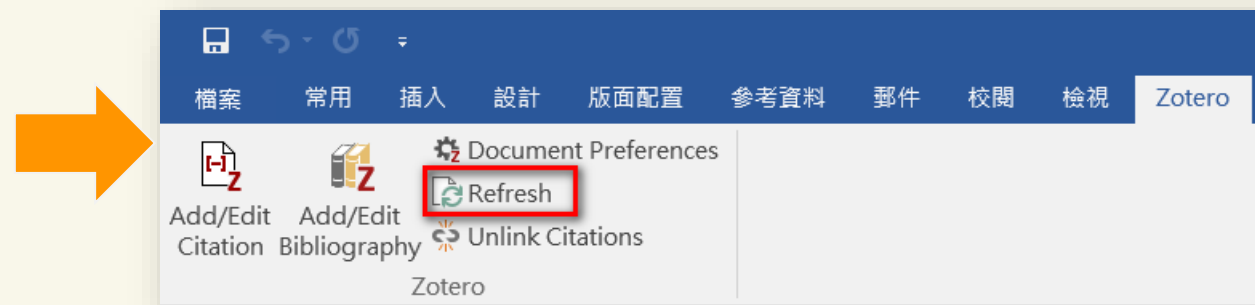 檔案 常用 插入 設計 版面配置 參考資料 郵件 校閱 檢視 Zotero
Add/Edit Citation
Add/Edit Bibliography
Document Preferences
Refresh
Unlink Citations
Zotero